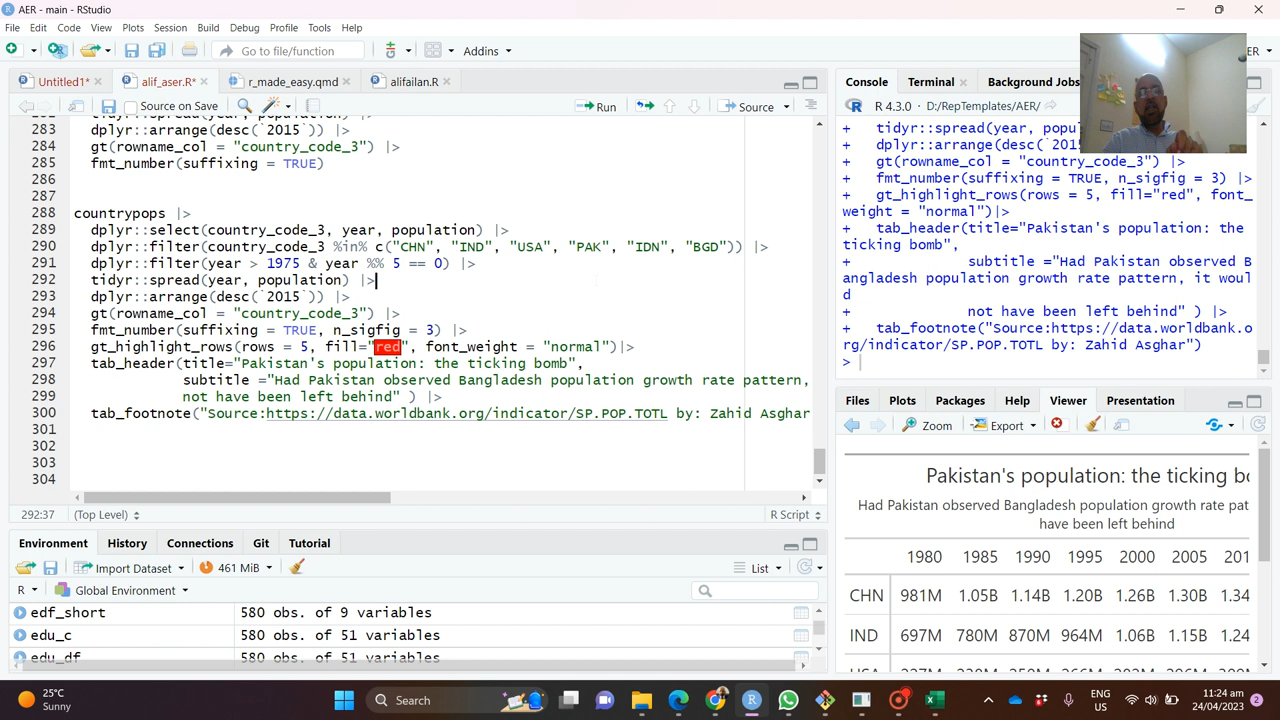 AER - main - RStudio
File Edit Code View Plots Session Build Debug Profile Tools Help
Go to file/function
Addins
ER
Untitled1*
alif_aser.R*
r_made_easy.qmd
alifailan.R
Source on Save
Run
Source
283 dplyr::arrange(desc(`2015`)) |>
284 gt(rowname_col = "country_code_3") |>
285 fmt_number(suffixing = TRUE)
286
287
288 countrypops |>
289 dplyr::select(country_code_3, year, population) |>
290 dplyr::filter(country_code_3 %in% c("CHN", "IND", "USA", "PAK", "IDN", "BGD")) |>
291 dplyr::filter(year > 1975 & year %% 5 == 0) |>
292 tidyr::spread(year, population) |>
293 dplyr::arrange(desc(`2015`)) |>
294 gt(rowname_col = "country_code_3") |>
295 fmt_number(suffixing = TRUE, n_sigfig = 3) |>
296 gt_highlight_rows(rows = 5, fill="red", font_weight = "normal")|>
297 tab_header(title="Pakistan's population: the ticking bomb",
298 subtitle ="Had Pakistan observed Bangladesh population growth rate pattern,
299 not have been left behind" ) |>
300 tab_footnote("Source:https://data.worldbank.org/indicator/SP.POP.TOTL by: Zahid Asghar
301
302
303
304
292:37 (Top Level) R Script
Environment History Connections Git Tutorial
Import Dataset 461 MiB List
R Global Environment
edf_short 580 obs. of 9 variables
edu_c 580 obs. of 51 variables
edu_df 580 obs. of 51 variables
Console Terminal Background Jobs
R 4.3.0 · D:/RepTemplates/AER/
+ tidyr::spread(year, popu
+ dplyr::arrange(desc(`2015
+ gt(rowname_col = "country_code_3") |>
+ fmt_number(suffixing = TRUE, n_sigfig = 3) |>
+ gt_highlight_rows(rows = 5, fill="red", font_
weight = "normal")|>
+ tab_header(title="Pakistan's population: the
ticking bomb",
+ subtitle ="Had Pakistan observed B
angladesh population growth rate pattern, it woul
d
+ not have been left behind" ) |>
+ tab_footnote("Source:https://data.worldbank.o
rg/indicator/SP.POP.TOTL by: Zahid Asghar")
>
Files Plots Packages Help Viewer Presentation
Zoom Export
Pakistan's population: the ticking bo
Had Pakistan observed Bangladesh population growth rate pat
have been left behind
1980 1985 1990 1995 2000 2005 201
CHN 981M 1.05B 1.14B 1.20B 1.26B 1.30B 1.34
IND 697M 780M 870M 964M 1.06B 1.15B 1.24
25°C
Sunny
Search
ENG
US
11:24 am
24/04/2023
2